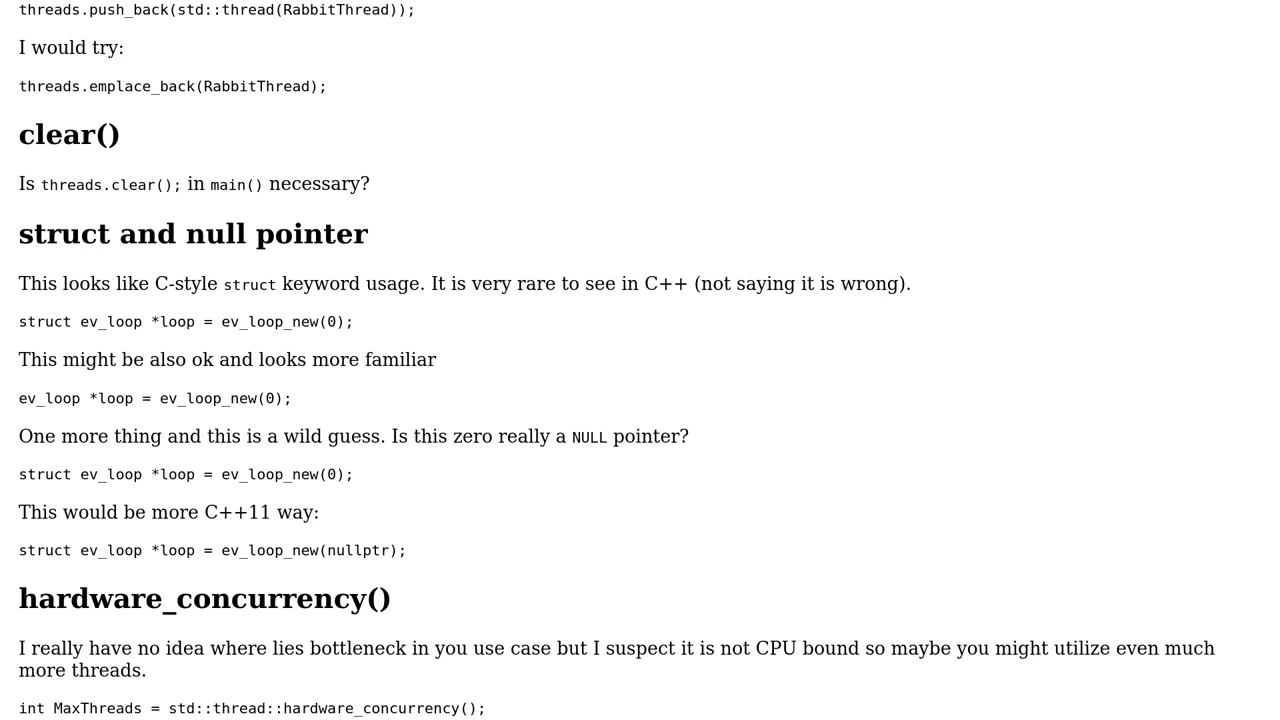 threads.push_back(std::thread(RabbitThread));
I would try:
threads.emplace_back(RabbitThread);
clear()
Is threads.clear(); in main() necessary?
struct and null pointer
This looks like C-style struct keyword usage. It is very rare to see in C++ (not saying it is wrong).
struct ev_loop *loop = ev_loop_new(0);
This might be also ok and looks more familiar
ev_loop *loop = ev_loop_new(0);
One more thing and this is a wild guess. Is this zero really a NULL pointer?
struct ev_loop *loop = ev_loop_new(0);
This would be more C++11 way:
struct ev_loop *loop = ev_loop_new(nullptr);
hardware_concurrency()
I really have no idea where lies bottleneck in you use case but I suspect it is not CPU bound so maybe you might utilize even much
more threads.
int MaxThreads = std::thread::hardware_concurrency();